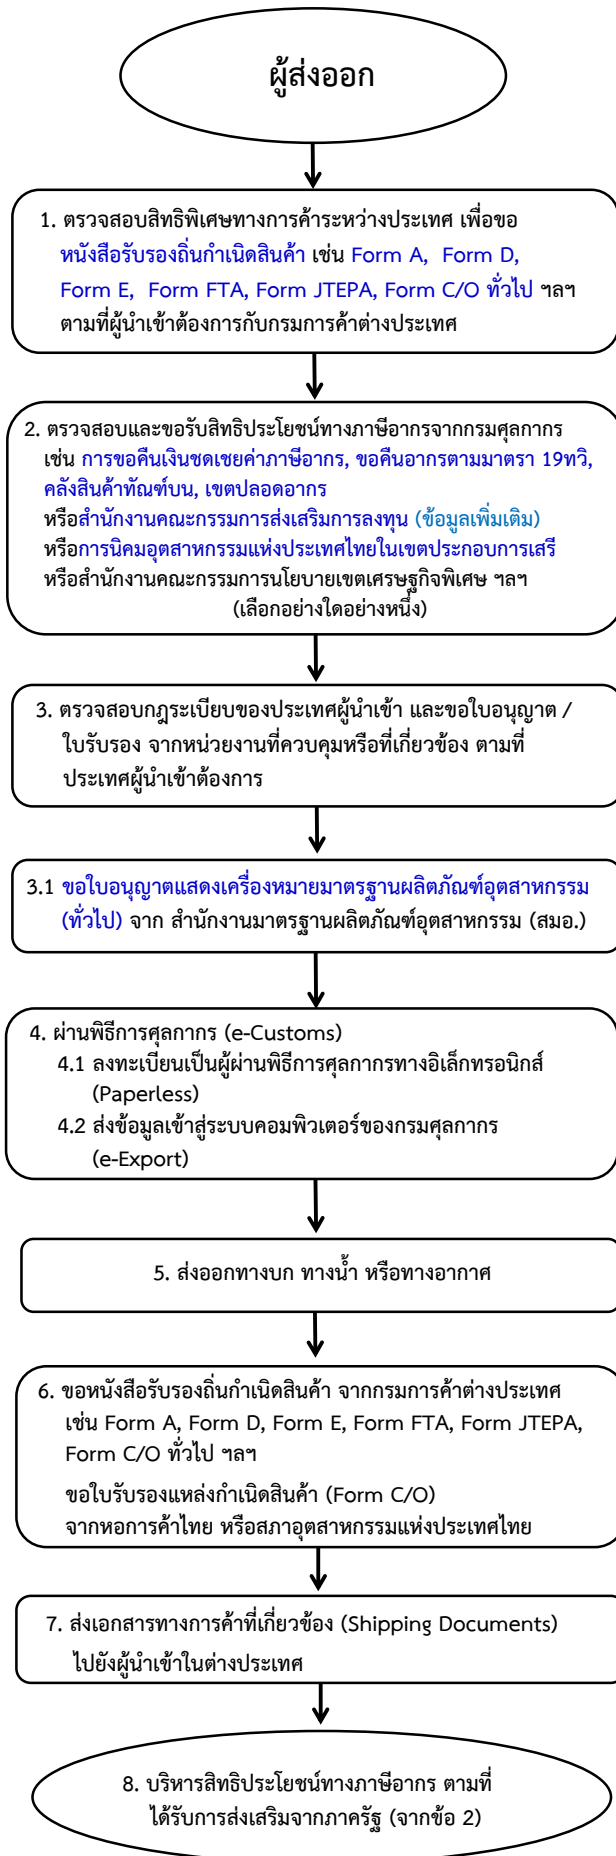 ผู้ส่งออก
1. ตรวจสอบสิทธิพิเศษทางการค้าระหว่างประเทศ เพื่อขอ
หนังสือรับรองถิ่นกำเนิดสินค้า เช่น Form A, Form D,
Form E, Form FTA, Form JTEPA, Form C/O ทั่วไป ฯลฯ
ตามที่ผู้นำเข้าต้องการกับกรมการค้าต่างประเทศ
2. ตรวจสอบและขอรับสิทธิประโยชน์ทางภาษีอากรจากกรมศุลกากร
เช่น การขอคืนเงินชดเชยค่าภาษีอากร, ขอคืนอากรตามมาตรา 19ทวิ,
คลังสินค้าทัณฑ์บน, เขตปลอดอากร
หรือสำนักงานคณะกรรมการส่งเสริมการลงทุน (ข้อมูลเพิ่มเติม)
หรือการนิคมอุตสาหกรรมแห่งประเทศไทยในเขตประกอบการเสรี
หรือสำนักงานคณะกรรมการนโยบายเขตเศรษฐกิจพิเศษ ฯลฯ
(เลือกอย่างใดอย่างหนึ่ง)
3. ตรวจสอบกฎระเบียบของประเทศผู้นำเข้า และขอใบอนุญาต /
ใบรับรอง จากหน่วยงานที่ควบคุมหรือที่เกี่ยวข้อง ตามที่
ประเทศผู้นำเข้าต้องการ
3.1 ขอใบอนุญาตแสดงเครื่องหมายมาตรฐานผลิตภัณฑ์อุตสาหกรรม
(ทั่วไป) จาก สำนักงานมาตรฐานผลิตภัณฑ์อุตสาหกรรม (สมอ.)
4. ผ่านพิธีการศุลกากร (e-Customs)
4.1 ลงทะเบียนเป็นผู้ผ่านพิธีการศุลกากรทางอิเล็กทรอนิกส์
(Paperless)
4.2 ส่งข้อมูลเข้าสู่ระบบคอมพิวเตอร์ของกรมศุลกากร
(e-Export)
5. ส่งออกทางบก ทางน้ำ หรือทางอากาศ
6. ขอหนังสือรับรองถิ่นกำเนิดสินค้า จากกรมการค้าต่างประเทศ
เช่น Form A, Form D, Form E, Form FTA, Form JTEPA,
Form C/O ทั่วไป ฯลฯ
ขอใบรับรองแหล่งกำเนิดสินค้า (Form C/O)
จากหอการค้าไทย หรือสภาอุตสาหกรรมแห่งประเทศไทย
7. ส่งเอกสารทางการค้าที่เกี่ยวข้อง (Shipping Documents)
ไปยังผู้นำเข้าในต่างประเทศ
8. บริหารสิทธิประโยชน์ทางภาษีอากร ตามที่
ได้รับการส่งเสริมจากภาครัฐ (จากข้อ 2)